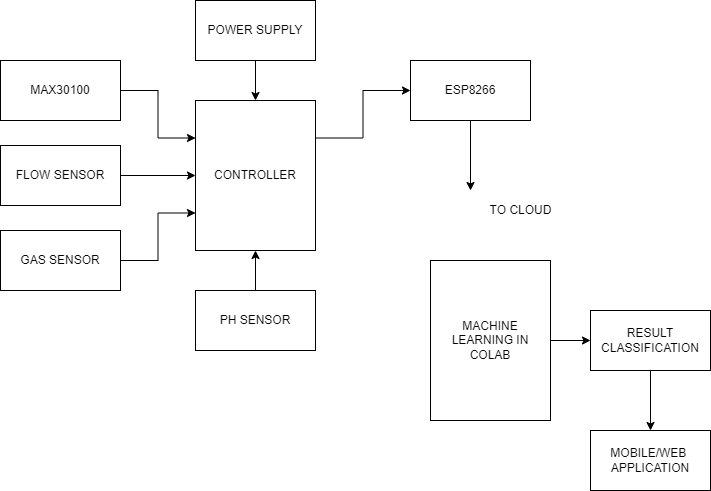 POWER SUPPLY
MAX30100
ESP8266
FLOW SENSOR
CONTROLLER
TO CLOUD
GAS SENSOR
PH SENSOR
MACHINE
LEARNING IN
COLAB
RESULT
CLASSIFICATION
MOBILE/WEB
APPLICATION